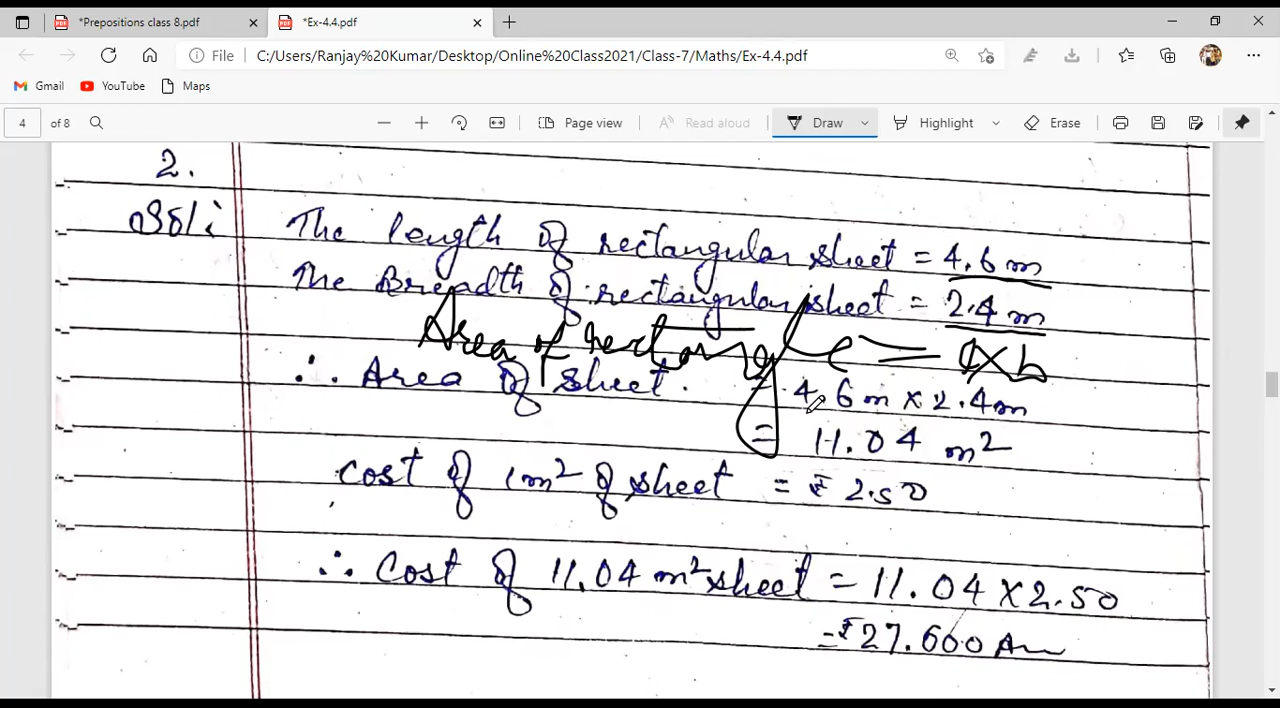 *Prepositions class 8.pdf
*Ex-4.4.pdf
File C:/Users/Ranjay%20Kumar/Desktop/Online%20Class2021/Class-7/Maths/Ex-4.4.pdf
Gmail YouTube Maps
4 of 8 Page view Read aloud Draw Highlight Erase
2.
Sol: The length of rectangular sheet = 4.6 m
The Breadth of rectangular sheet = 2.4 m
Area of rectangle = l×b
∴ Area of sheet. = 4.6 m × 2.4m
= 11.04 m²
cost of 1m² of sheet = ₹ 2.50
∴ Cost of 11.04 m² sheet = 11.04 × 2.50
= ₹27.600 An